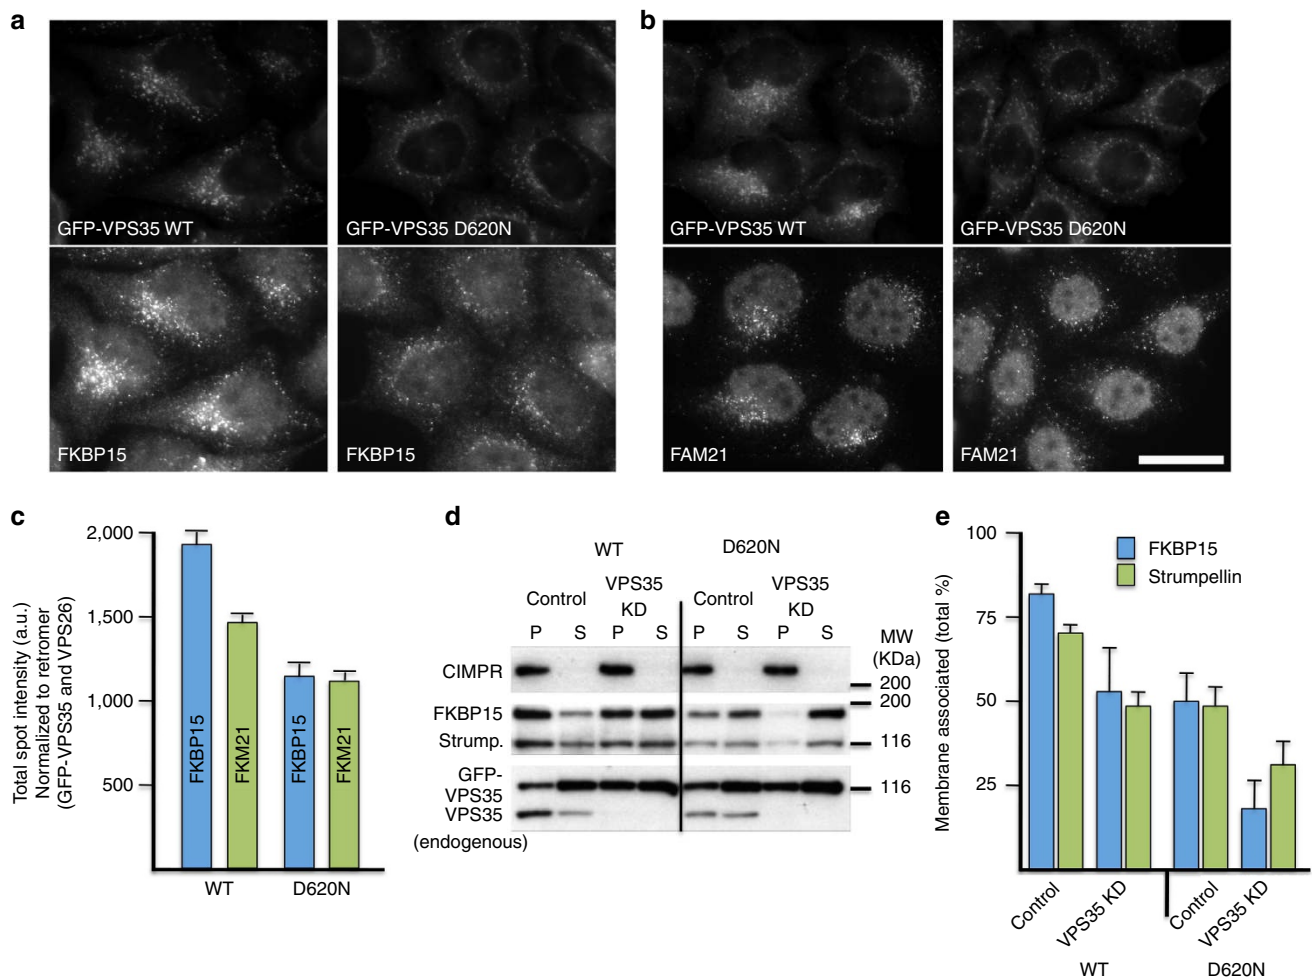 a
GFP-VPS35 WT
GFP-VPS35 D620N
FKBP15
FKBP15
b
GFP-VPS35 WT
GFP-VPS35 D620N
FAM21
FAM21
c
Total spot intensity (a.u.)
Normalized to retromer
(GFP-VPS35 and VPS26)
2,000
1,500
1,000
500
FKBP15
FKM21
FKBP15
FKM21
WT
D620N
d
WT
D620N
Control
VPS35
KD
Control
VPS35
KD
P S P S P S P S
MW
(KDa)
CIMPR
200
200
FKBP15
Strump.
116
GFP-
VPS35
116
VPS35
(endogenous)
e
Membrane associated (total %)
100
75
50
25
FKBP15
Strumpellin
Control
VPS35 KD
Control
VPS35 KD
WT
D620N